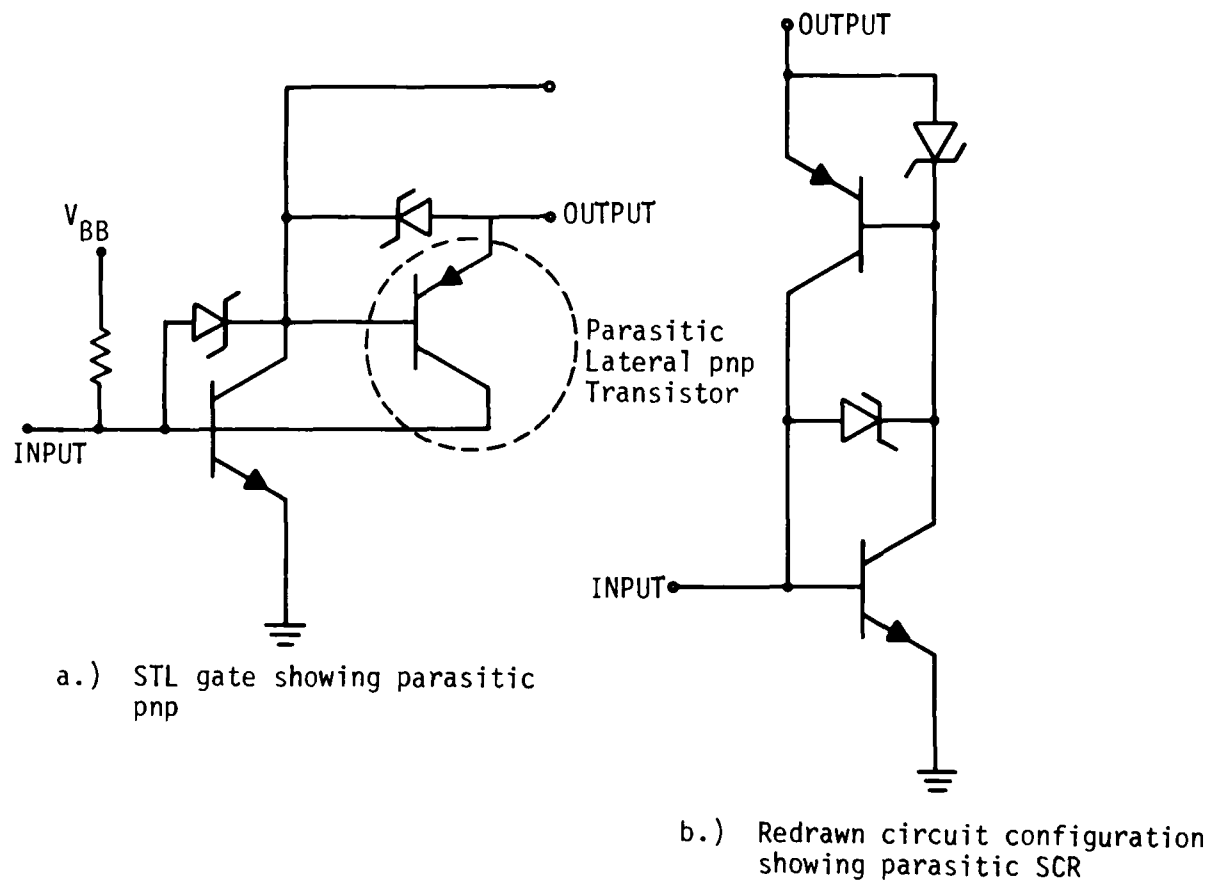 OUTPUT
V_BB
OUTPUT
Parasitic
Lateral pnp
Transistor
INPUT
INPUT
a.) STL gate showing parasitic
pnp
b.) Redrawn circuit configuration
showing parasitic SCR